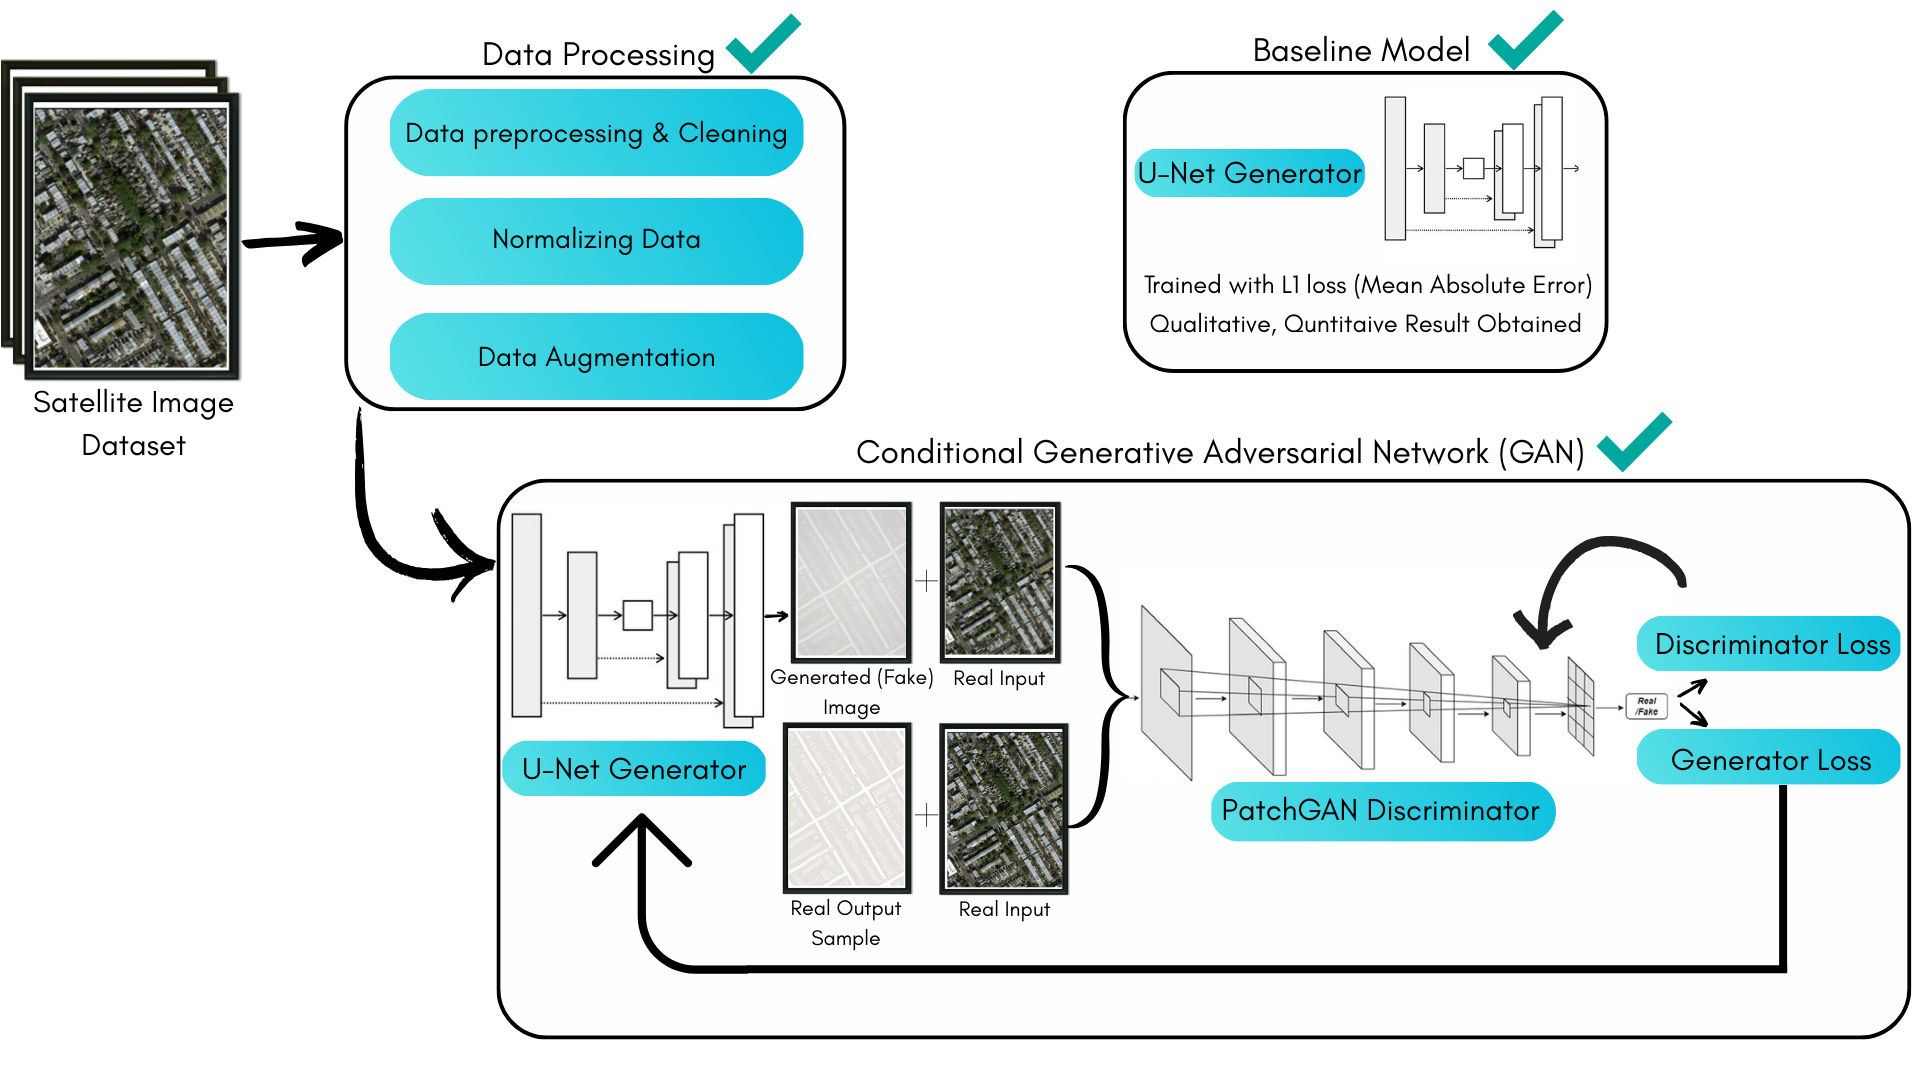 Data Processing
Data preprocessing & Cleaning
Normalizing Data
Data Augmentation
Satellite Image
Dataset
Baseline Model
U-Net Generator
Trained with L1 loss (Mean Absolute Error)
Qualitative, Quntitaive Result Obtained
Conditional Generative Adversarial Network (GAN)
Generated (Fake)
Image
+
Real Input
U-Net Generator
Real Output
Sample
+
Real Input
PatchGAN Discriminator
Real
/Fake
Discriminator Loss
Generator Loss